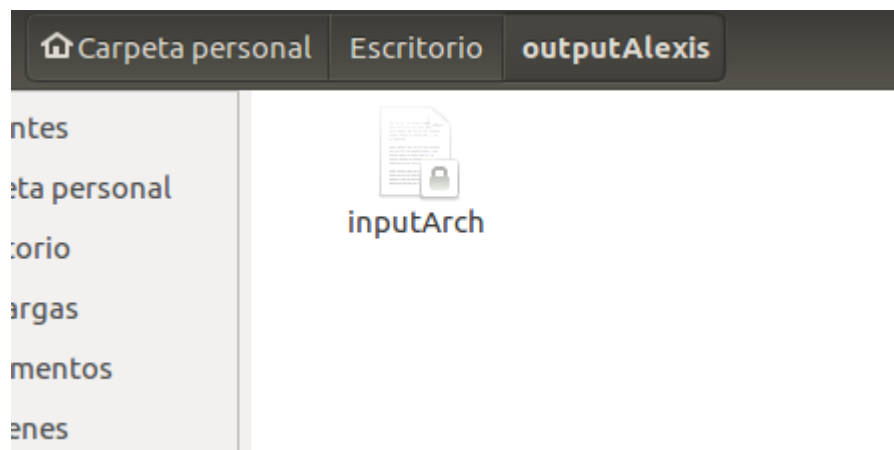 Carpeta personal Escritorio outputAlexis
ntes
eta personal
torio
argas
mentos
enes
inputArch